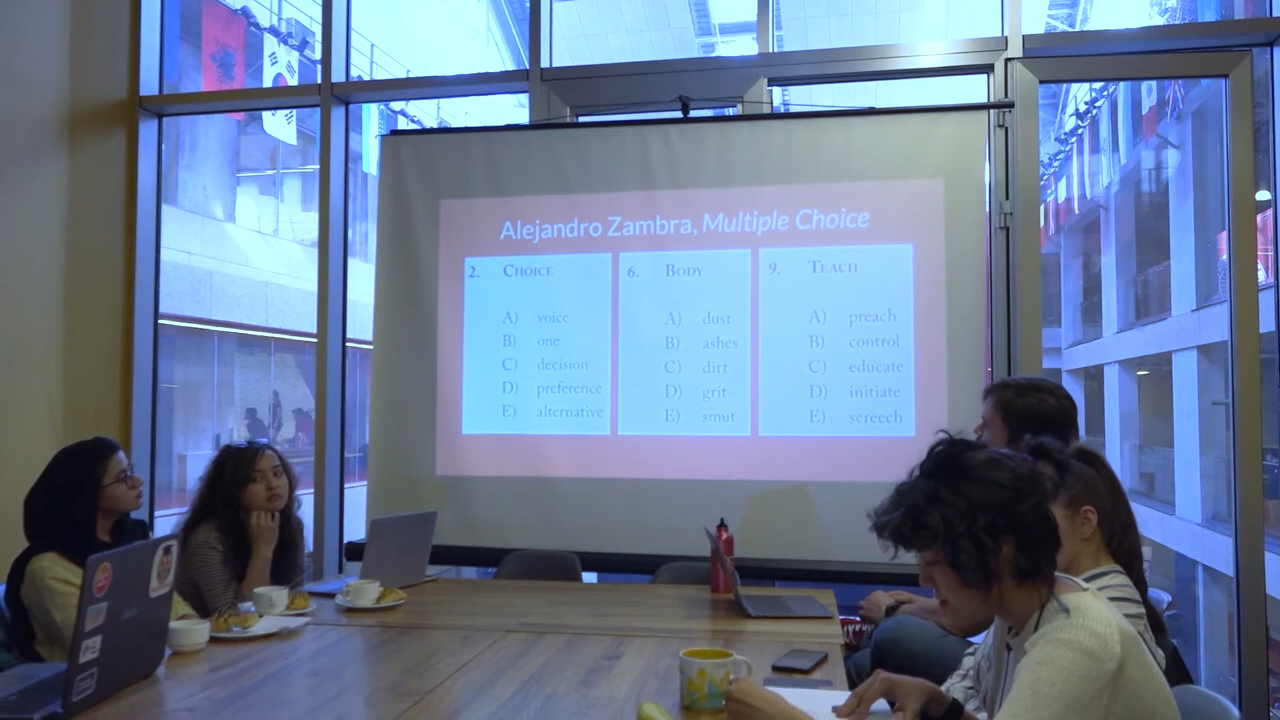 Alejandro Zambra, Multiple Choice
2. CHOICE
A) voice
B) one
C) decision
D) preference
E) alternative
6. BODY
A) dust
B) ashes
C) dirt
D) grit
E) smut
9. TEACH
A) preach
B) control
C) educate
D) initiate
E) screech